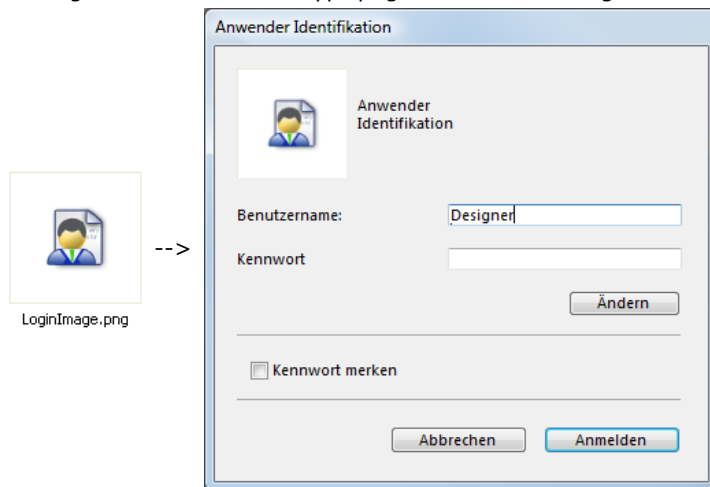 Anwender Identifikation
Anwender
Identifikation
Benutzername:
Designer
-->
Kennwort
LoginImage.png
Ändern
Kennwort merken
Abbrechen
Anmelden